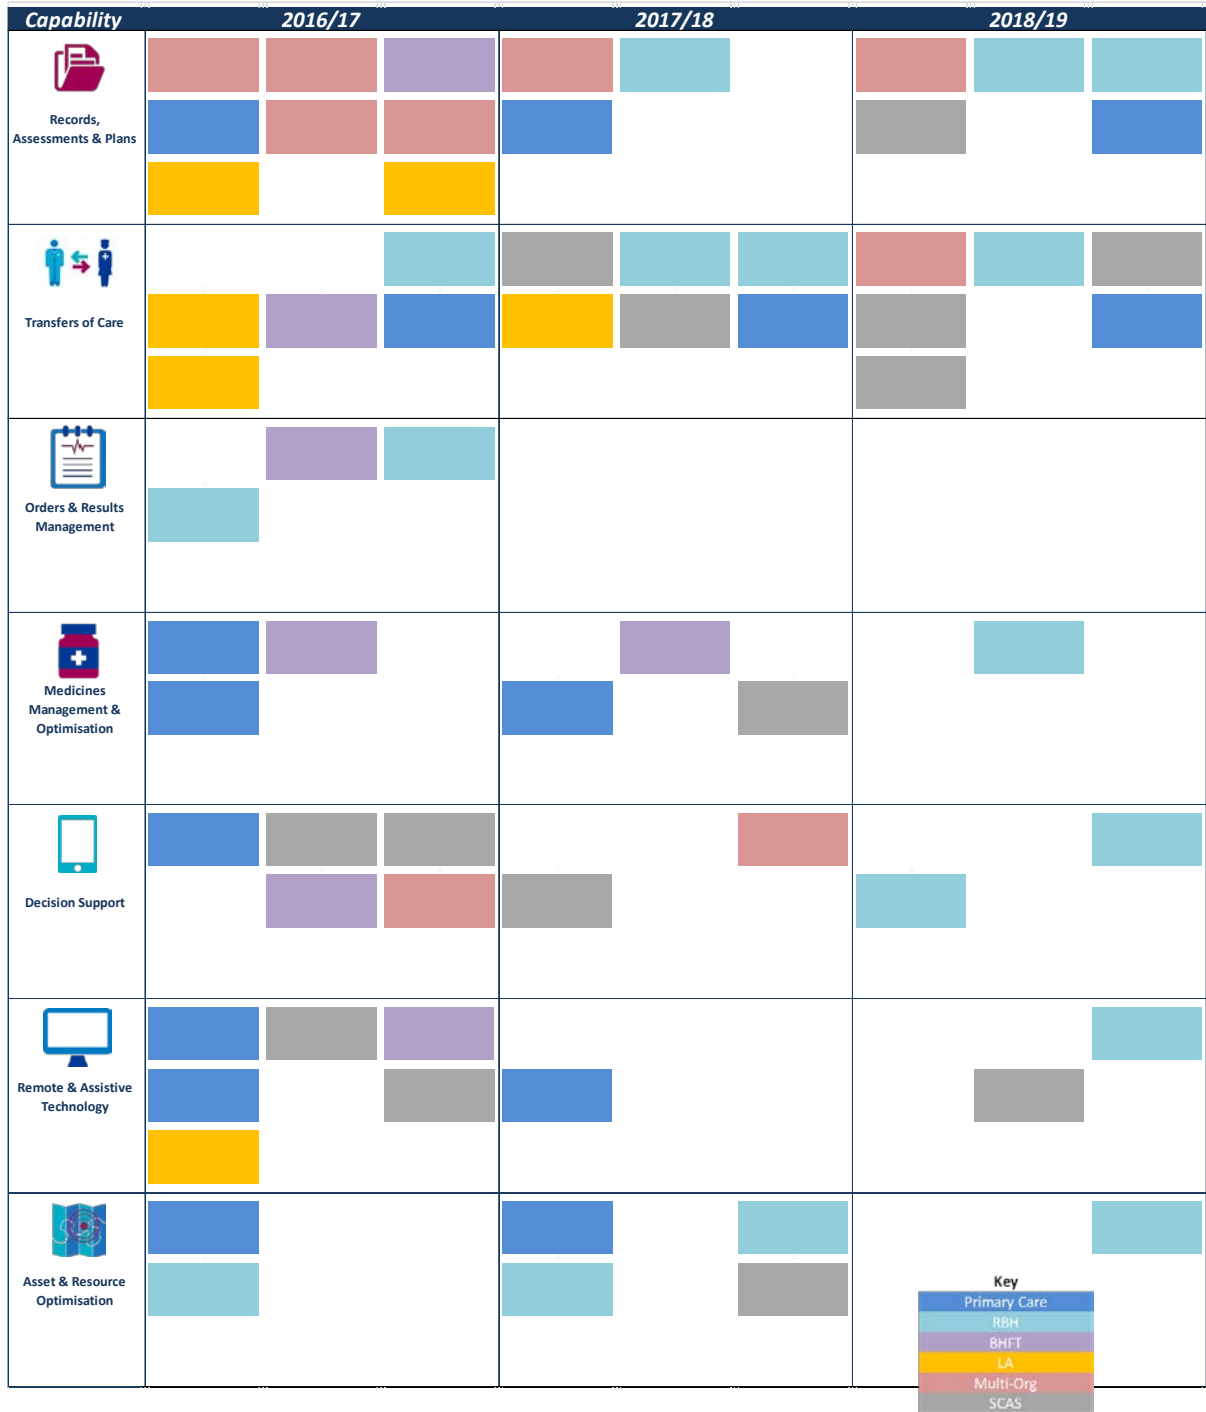 Capability 2016/17 2017/18 2018/19
Records,
Assessments & Plans
Transfers of Care
Orders & Results
Management
Medicines
Management &
Optimisation
Decision Support
Remote & Assistive
Technology
Asset & Resource
Optimisation
Key
Primary Care
RBH
BHFT
LA
Multi-Org
SCAS